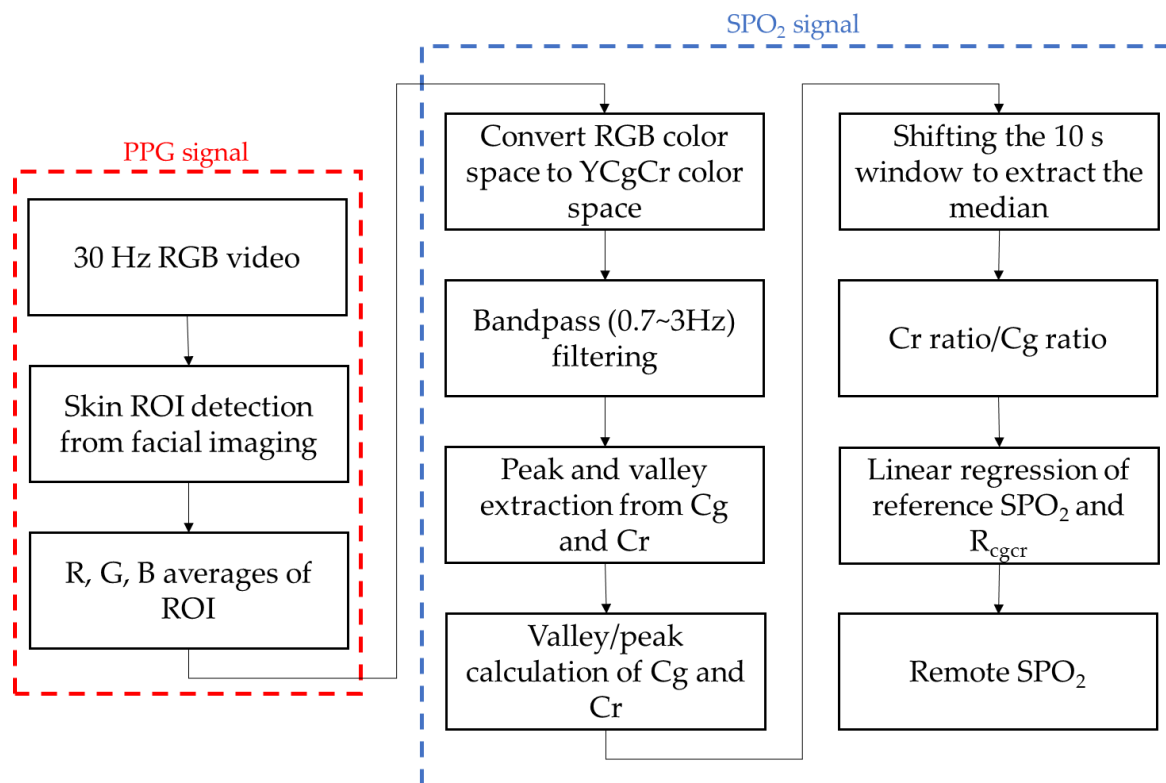 PPG signal
30 Hz RGB video
Skin ROI detection
from facial imaging
R, G, B averages of
ROI
SPO₂ signal
Convert RGB color
space to YCgCr color
space
Bandpass (0.7~3Hz)
filtering
Peak and valley
extraction from Cg
and Cr
Valley/peak
calculation of Cg and
Cr
Shifting the 10 s
window to extract the
median
Cr ratio/Cg ratio
Linear regression of
reference SPO₂ and
R_cgcr
Remote SPO₂